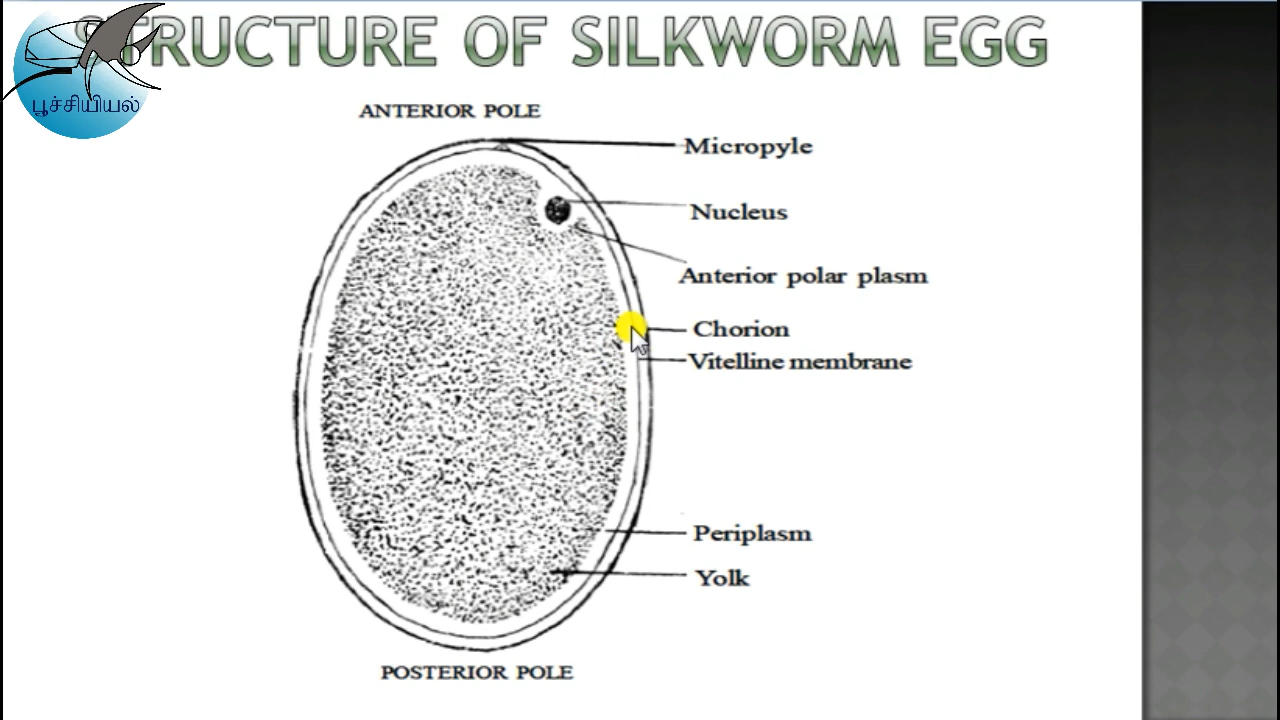 STRUCTURE OF SILKWORM EGG
பூச்சியியல்
ANTERIOR POLE
Micropyle
Nucleus
Anterior polar plasm
Chorion
Vitelline membrane
Periplasm
Yolk
POSTERIOR POLE